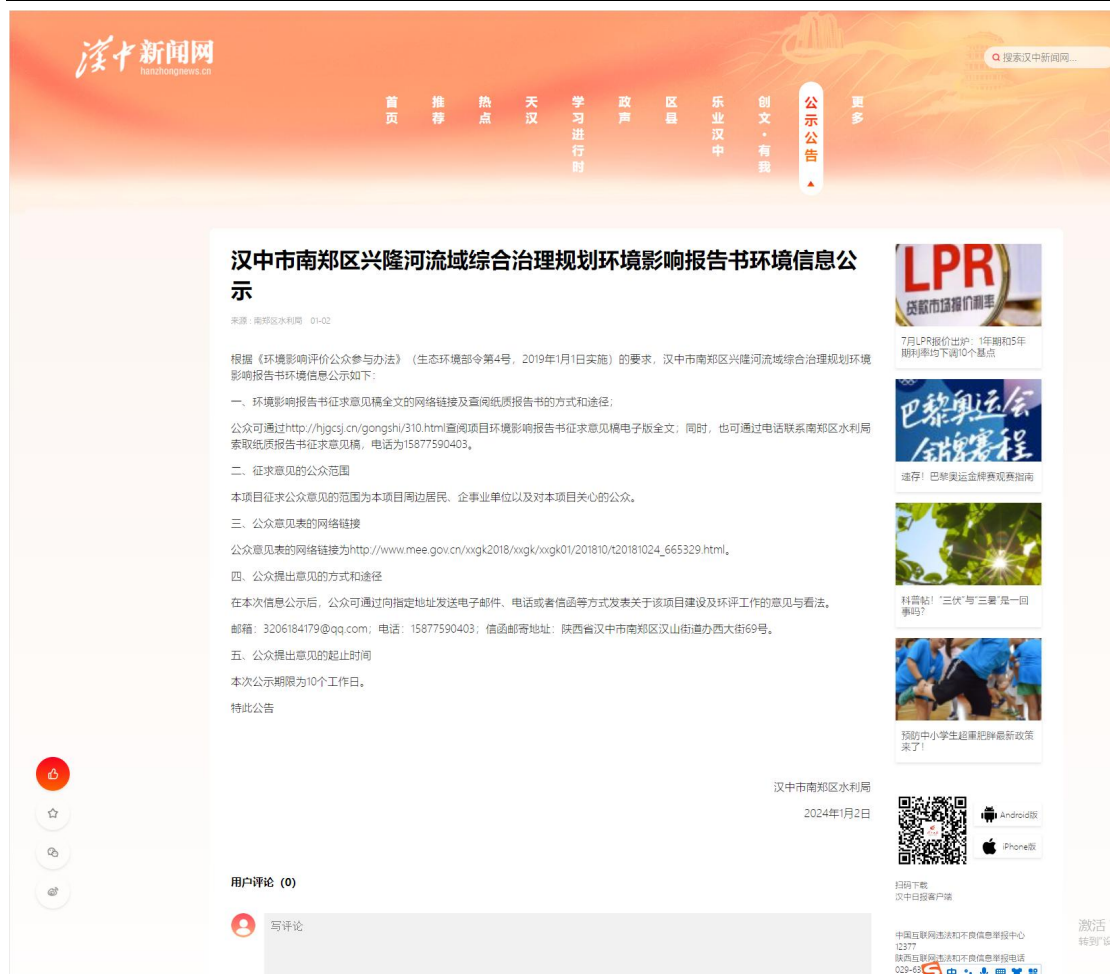 汉中新闻网
hanzhongnews.cn
搜索汉中新闻网...
首页
推荐
热点
天汉
学习进行时
政声
区县
乐业汉中
创文·有我
公示公告
更多
汉中市南郑区兴隆河流域综合治理规划环境影响报告书环境信息公
示
来源：南郑区水利局 01-02
根据《环境影响评价公众参与办法》（生态环境部令第4号，2019年1月1日实施）的要求，汉中市南郑区兴隆河流域综合治理规划环境
影响报告书环境信息公示如下：
一、环境影响报告书征求意见稿全文的网络链接及查阅纸质报告书的方式和途径；
公众可通过http://hjgcsj.cn/gongshi/310.html查阅项目环境影响报告书征求意见稿电子版全文；同时，也可通过电话联系南郑区水利局
索取纸质报告书征求意见稿，电话为15877590403。
二、征求意见的公众范围
本项目征求公众意见的范围为本项目周边居民、企事业单位以及对本项目关心的公众。
三、公众意见表的网络链接
公众意见表的网络链接为http://www.mee.gov.cn/xxgk2018/xxgk/xxgk01/201810/t20181024_665329.html。
四、公众提出意见的方式和途径
在本次信息公示后，公众可通过向指定地址发送电子邮件、电话或者信函等方式发表关于该项目建设及环评工作的意见与看法。
邮箱：3206184179@qq.com；电话：15877590403；信函邮寄地址：陕西省汉中市南郑区汉山街道办西大街69号。
五、公众提出意见的起止时间
本次公示期限为10个工作日。
特此公告
汉中市南郑区水利局
2024年1月2日
用户评论（0）
写评论
LPR
贷款市场报价利率
7月LPR报价出炉：1年期和5年
期利率均下调10个基点
巴黎奥运会
金牌赛程
速存！巴黎奥运金牌赛观赛指南
科普帖！“三伏”与“三暑”是一回
事吗？
预防中小学生超重肥胖最新政策
来了！
Android版
iPhone版
扫码下载
汉中日报客户端
中国互联网违法和不良信息举报中心
12377
陕西互联网违法和不良信息举报电话
029-63
中
激活
转到"设